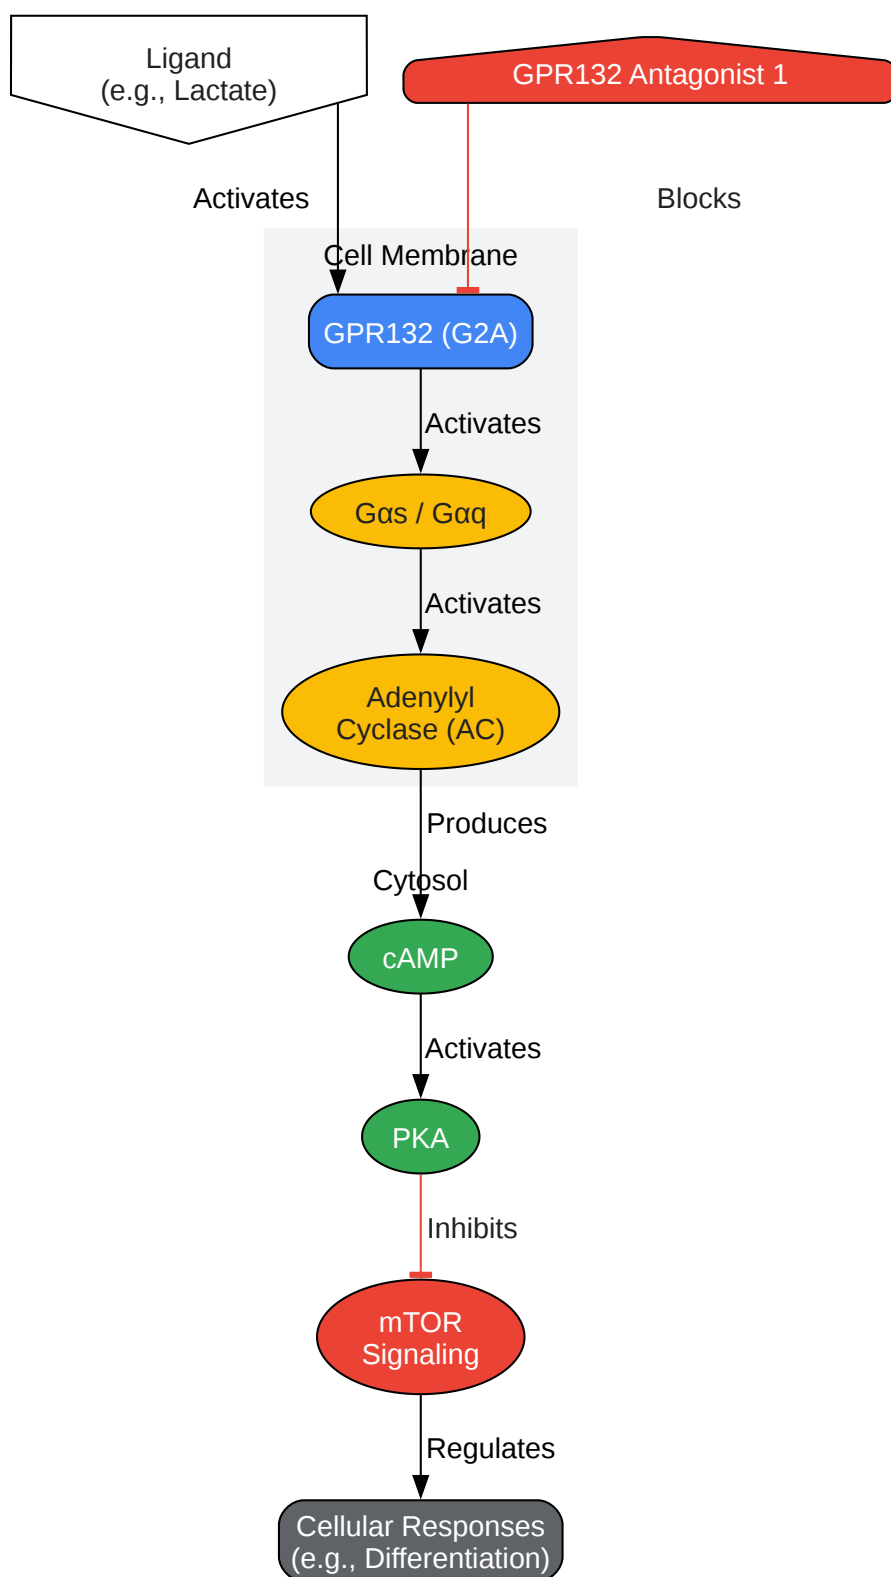 Ligand
(e.g., Lactate)
GPR132 Antagonist 1
Activates
Blocks
Cell Membrane
GPR132 (G2A)
Activates
Gαs / Gαq
Activates
Adenylyl
Cyclase (AC)
Produces
Cytosol
cAMP
Activates
PKA
Inhibits
mTOR
Signaling
Regulates
Cellular Responses
(e.g., Differentiation)